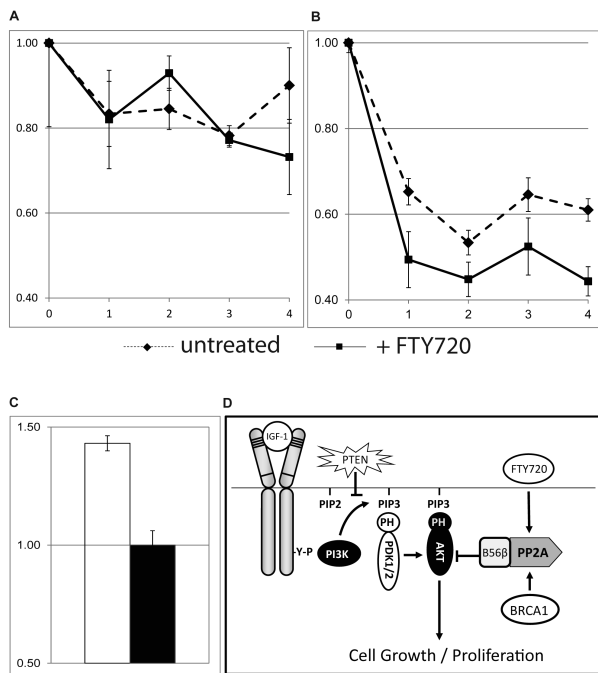 A
1.00
0.80
0.60
0.40
0 1 2 3 4
B
1.00
0.80
0.60
0.40
0 1 2 3 4
untreated
+ FTY720
C
1.50
1.00
0.50
D
IGF-1
PTEN
FTY720
PIP2 PIP3 PIP3
PH PH
-Y-P PI3K PDK1/2 AKT B56β PP2A
BRCA1
Cell Growth / Proliferation